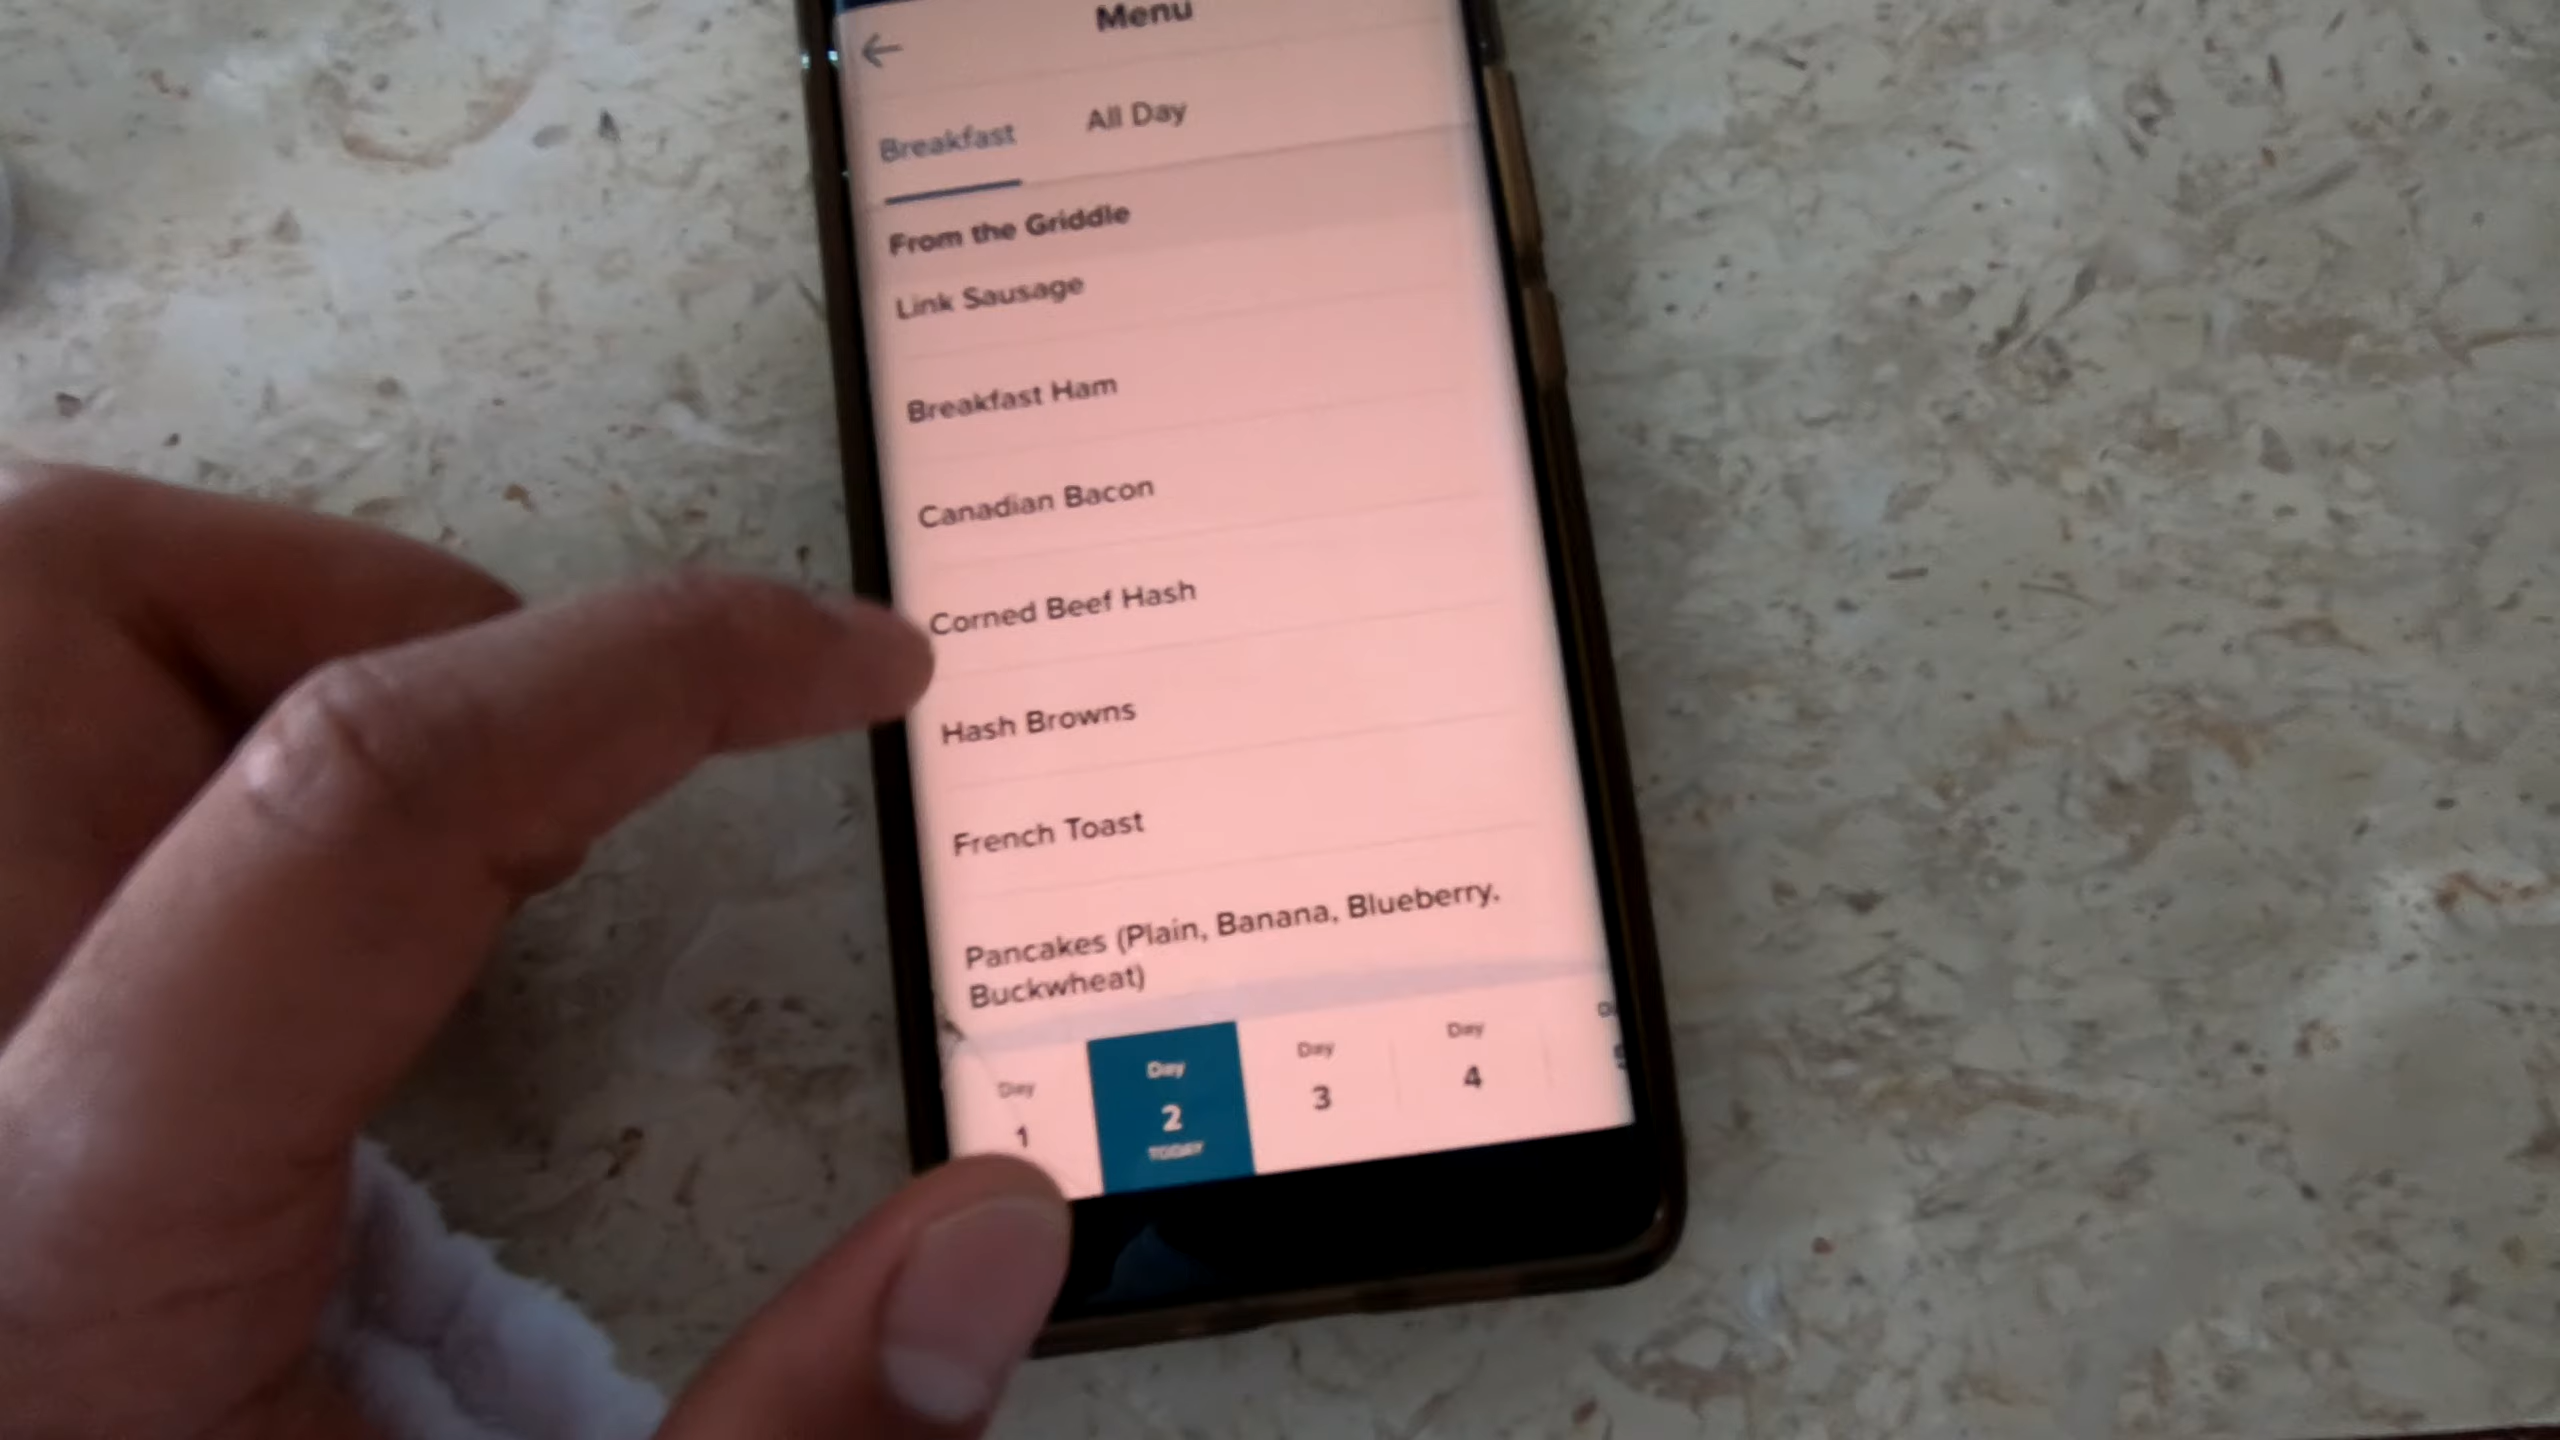 Menu
Breakfast
All Day
From the Griddle
Link Sausage
Breakfast Ham
Canadian Bacon
Corned Beef Hash
Hash Browns
French Toast
Pancakes (Plain, Banana, Blueberry,
Buckwheat)
Day
1
Day
2
TODAY
Day
3
Day
4